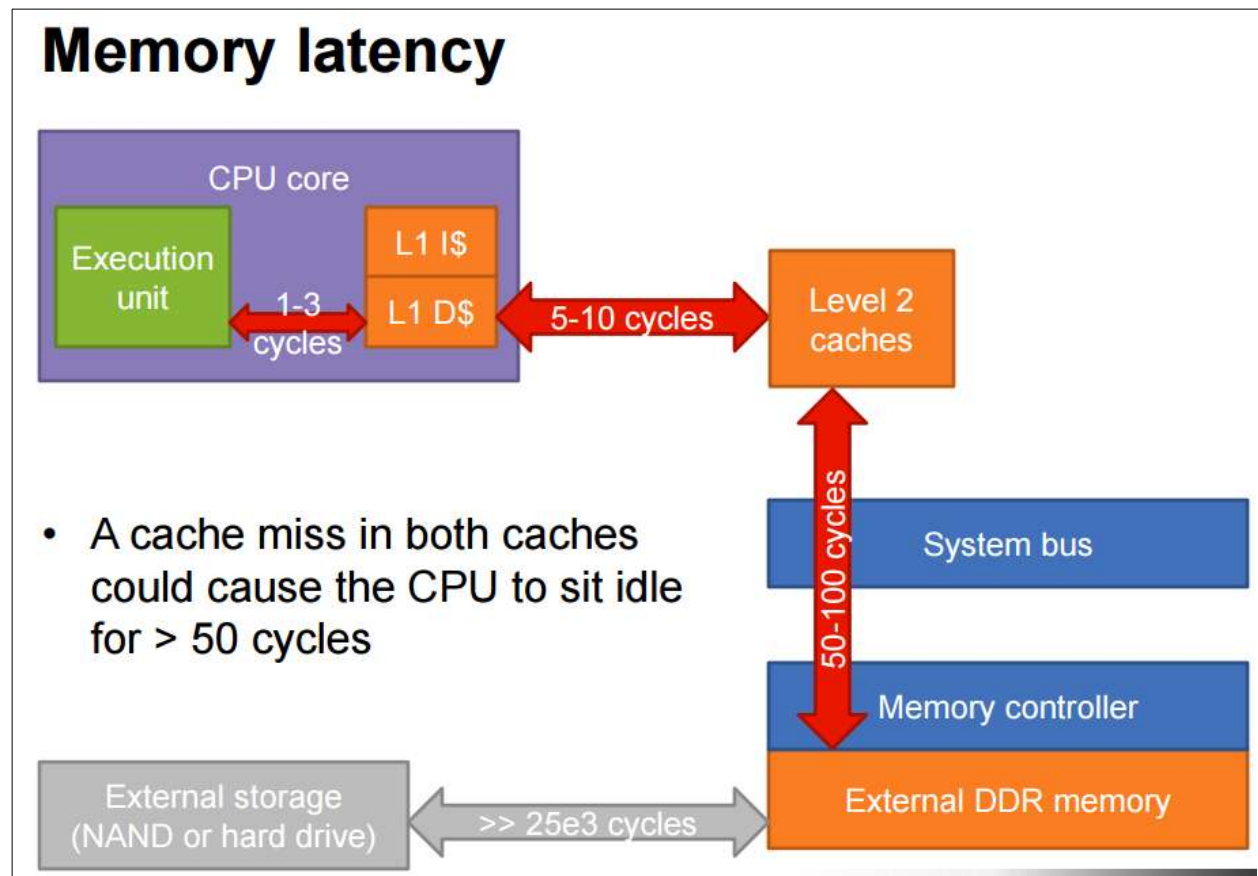 Memory latency
CPU core
Execution
unit
1-3
cycles
L1 I$
L1 D$
5-10 cycles
Level 2
caches
50-100 cycles
• A cache miss in both caches
could cause the CPU to sit idle
for > 50 cycles
System bus
Memory controller
External DDR memory
External storage
(NAND or hard drive)
>> 25e3 cycles